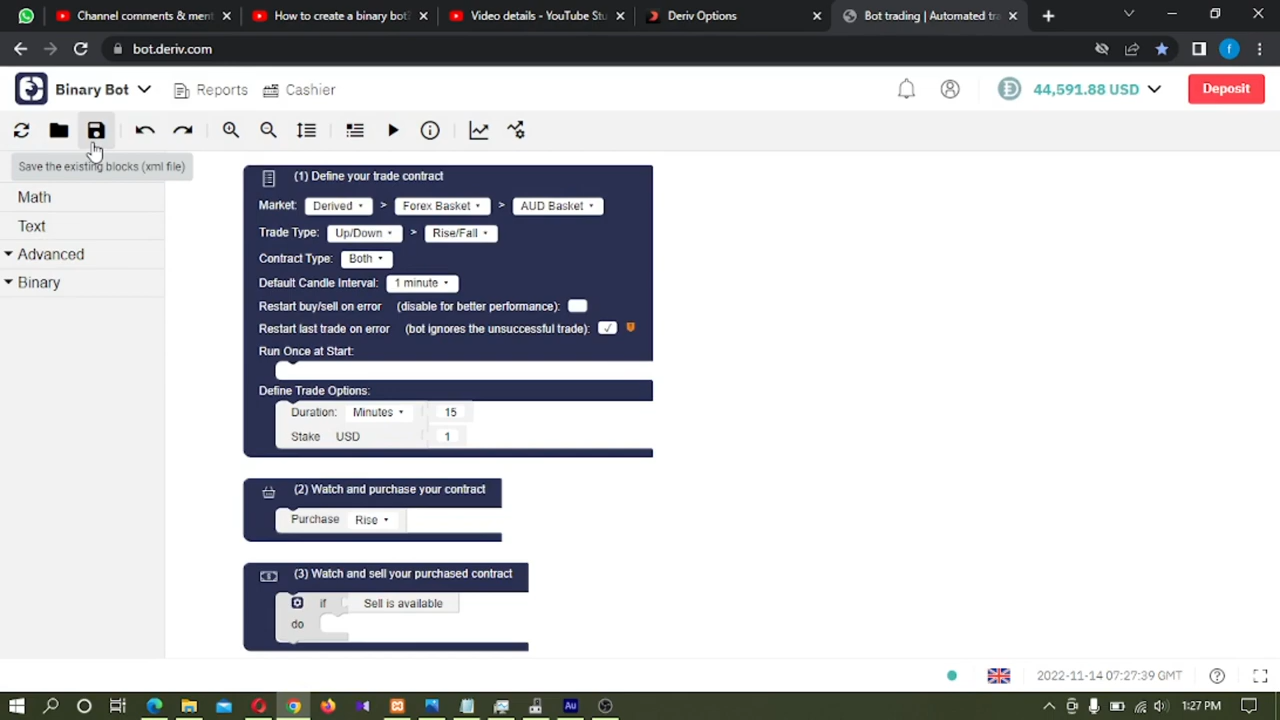 Channel comments & ment
How to create a binary bot?
Video details - YouTube Stu
Deriv Options
Bot trading | Automated tra
bot.deriv.com
f
Binary Bot
Reports
Cashier
44,591.88 USD
Deposit
Save the existing blocks (xml file)
Math
Text
Advanced
Binary
(1) Define your trade contract
Market: Derived > Forex Basket > AUD Basket
Trade Type: Up/Down > Rise/Fall
Contract Type: Both
Default Candle Interval: 1 minute
Restart buy/sell on error (disable for better performance):
Restart last trade on error (bot ignores the unsuccessful trade):
Run Once at Start:
Define Trade Options:
Duration: Minutes 15
Stake USD 1
(2) Watch and purchase your contract
Purchase Rise
(3) Watch and sell your purchased contract
if Sell is available
do
2022-11-14 07:27:39 GMT
Au
1:27 PM